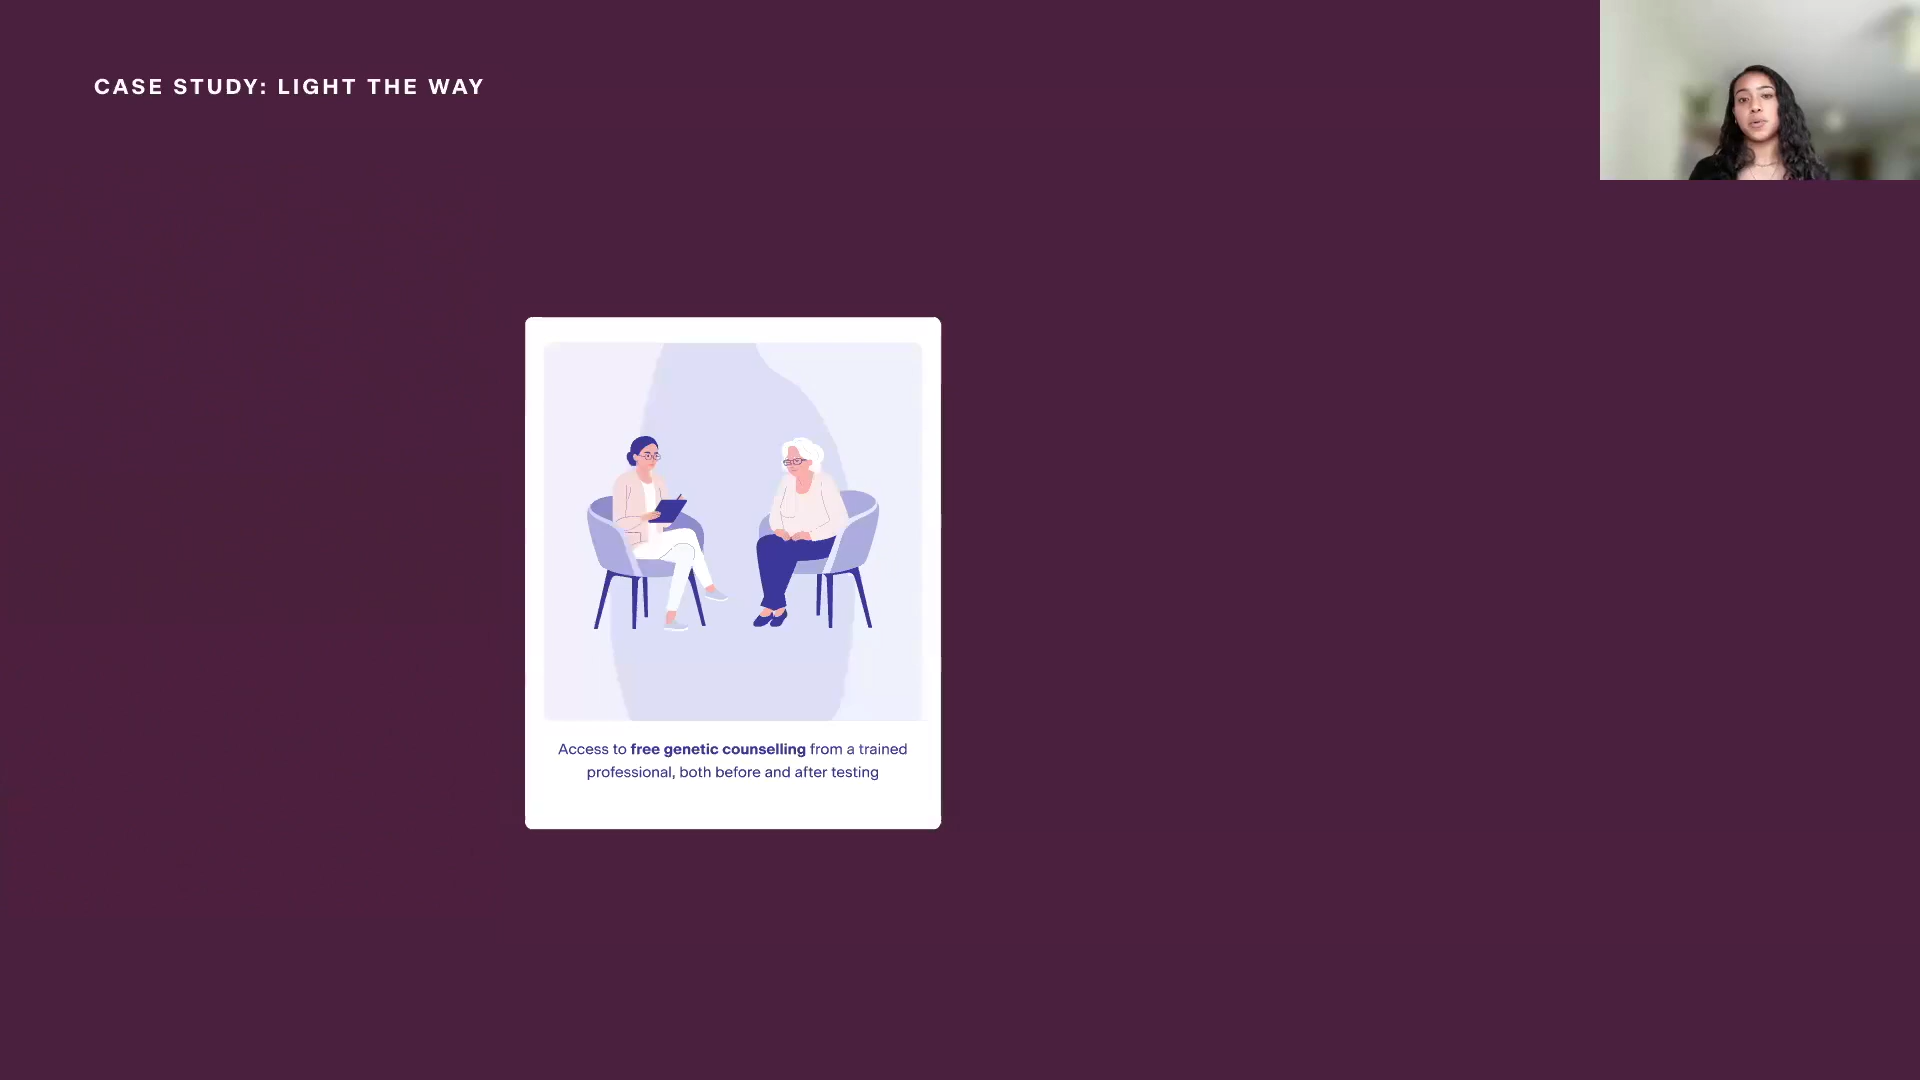 CASE STUDY: LIGHT THE WAY
Access to free genetic counselling from a trained
professional, both before and after testing